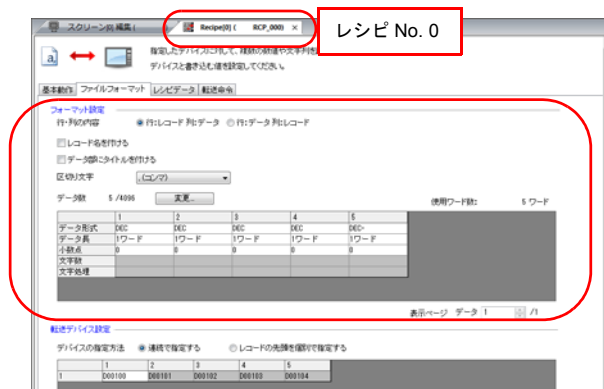 スクリーン[0] 編集 (
Recipe[0] ( RCP_000) ×
レシピ No. 0
指定したデバイスに対して、複数の数値や文字列を
デバイスと書き込む値を設定してください。
基本動作 ファイルフォーマット レシピデータ 転送命令
フォーマット設定
行・列の内容 行:レコード 列:データ 行:データ 列:レコード
レコード名を付ける
データ部にタイトルを付ける
区切り文字 , (コンマ)
データ数 5 /4096 変更... 使用ワード数: 5 ワード
1 2 3 4 5
データ形式 DEC DEC DEC DEC DEC-
データ長 1ワード 1ワード 1ワード 1ワード 1ワード
小数点 0 0 0 0 0
文字数
文字処理
表示ページ データ 1 /1
転送デバイス設定
デバイスの指定方法 連続で指定する レコードの先頭を個別で指定する
1 2 3 4 5
1 D00100 D00101 D00102 D00103 D00104